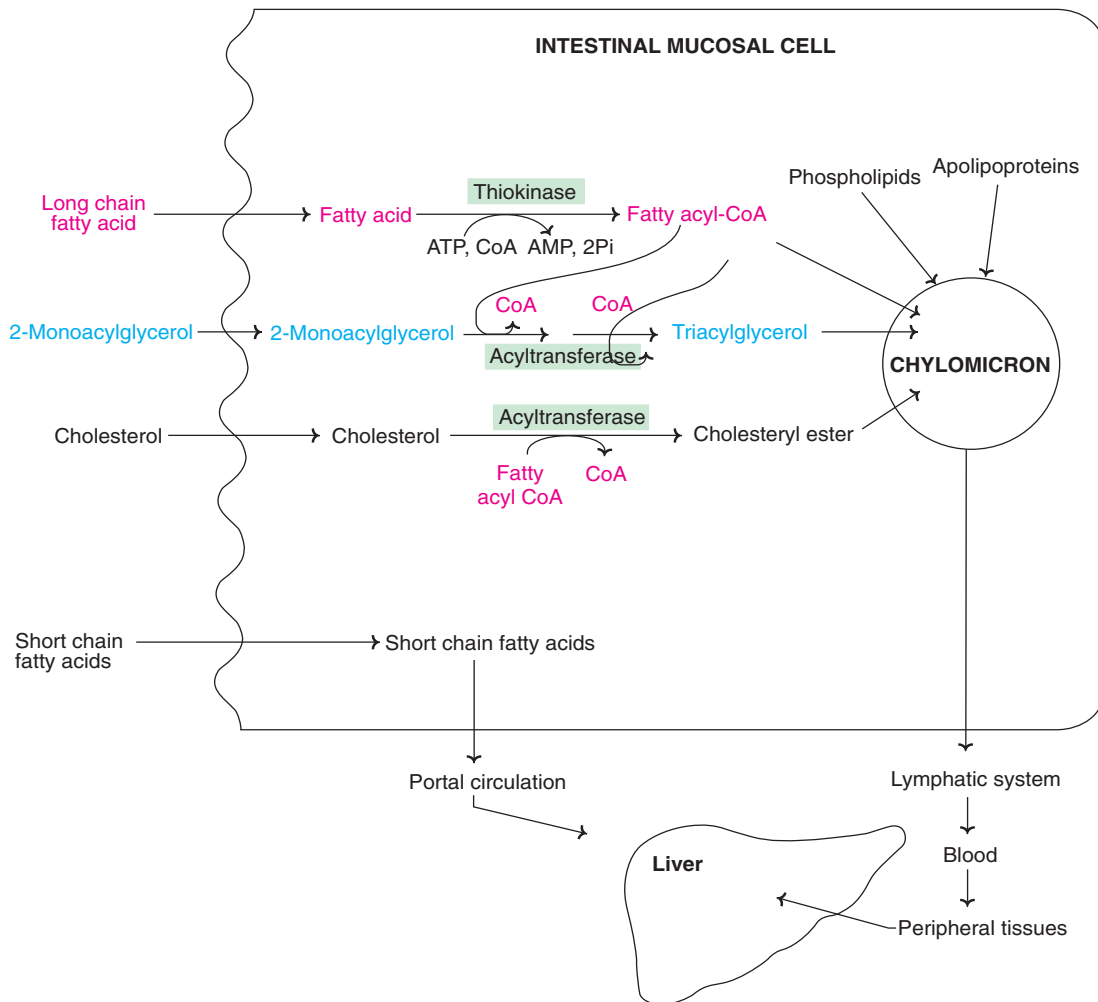 INTESTINAL MUCOSAL CELL
Apolipoproteins
Phospholipids
Thiokinase
Long chain
fatty acid
Fatty acid
Fatty acyl-CoA
ATP, CoA AMP, 2Pi
CoA
CoA
2-Monoacylglycerol
2-Monoacylglycerol
Triacylglycerol
Acyltransferase
CHYLOMICRON
Acyltransferase
Cholesterol
Cholesterol
Cholesteryl ester
Fatty
acyl CoA
CoA
Short chain
fatty acids
Short chain fatty acids
Portal circulation
Lymphatic system
Liver
Blood
Peripheral tissues